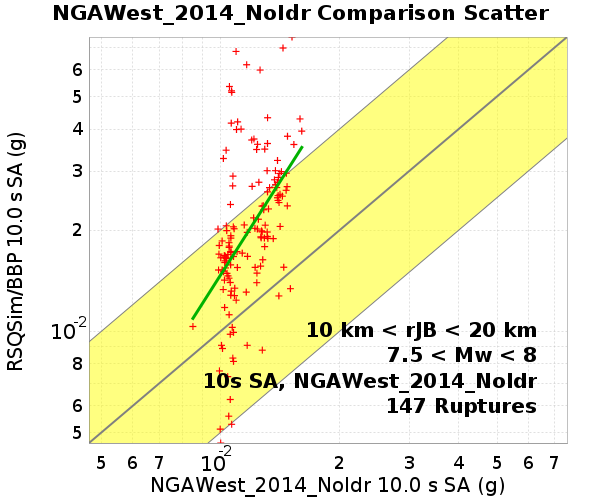 NGAWest_2014_NoIdr Comparison Scatter
RSQSim/BBP 10.0 s SA (g)
6
5
4
3
2
10-2
8
6
5
10 km < rJB < 20 km
7.5 < Mw < 8
10s SA, NGAWest_2014_NoIdr
147 Ruptures
5 6 7 10-2 2 3 4 5 6 7
NGAWest_2014_NoIdr 10.0 s SA (g)